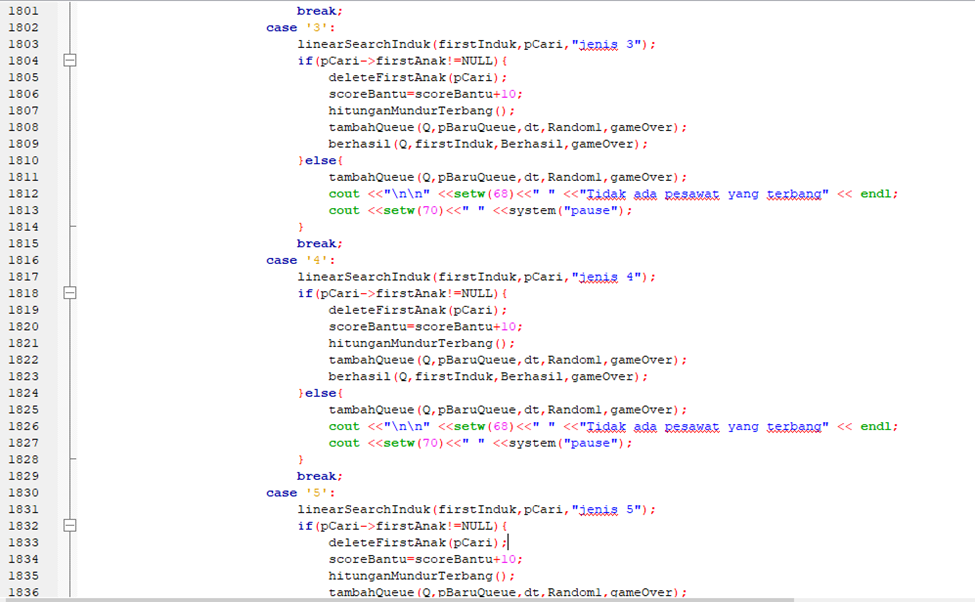 1801 break;
1802 case '3':
1803 linearSearchInduk(firstInduk,pCari,"jenis 3");
1804 if(pCari->firstAnak!=NULL){
1805 deleteFirstAnak(pCari);
1806 scoreBantu=scoreBantu+10;
1807 hitunganMundurTerbang();
1808 tambahQueue(Q,pBaruQueue,dt,Random1,gameOver);
1809 berhasil(Q,firstInduk,Berhasil,gameOver);
1810 }else{
1811 tambahQueue(Q,pBaruQueue,dt,Random1,gameOver);
1812 cout <<"\n\n" <<setw(68)<<" " <<"Tidak ada pesawat yang terbang" << endl;
1813 cout <<setw(70)<<" " <<system("pause");
1814 }
1815 break;
1816 case '4':
1817 linearSearchInduk(firstInduk,pCari,"jenis 4");
1818 if(pCari->firstAnak!=NULL){
1819 deleteFirstAnak(pCari);
1820 scoreBantu=scoreBantu+10;
1821 hitunganMundurTerbang();
1822 tambahQueue(Q,pBaruQueue,dt,Random1,gameOver);
1823 berhasil(Q,firstInduk,Berhasil,gameOver);
1824 }else{
1825 tambahQueue(Q,pBaruQueue,dt,Random1,gameOver);
1826 cout <<"\n\n" <<setw(68)<<" " <<"Tidak ada pesawat yang terbang" << endl;
1827 cout <<setw(70)<<" " <<system("pause");
1828 }
1829 break;
1830 case '5':
1831 linearSearchInduk(firstInduk,pCari,"jenis 5");
1832 if(pCari->firstAnak!=NULL){
1833 deleteFirstAnak(pCari);
1834 scoreBantu=scoreBantu+10;
1835 hitunganMundurTerbang();
1836 tambahQueue(Q,pBaruQueue,dt,Random1,gameOver);